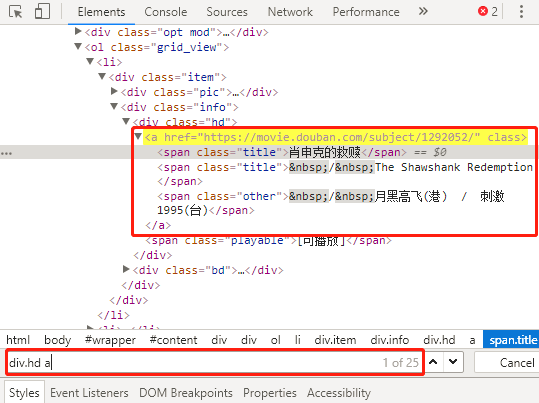 Elements Console Sources Network » 2
▶<div class="opt mod">…</div>
▼<ol class="grid_view">
▼<li>
▼<div class="item">
▶<div class="pic">…</div>
▼<div class="info">
▼<div class="hd">
▼<a href="https://movie.douban.com/subject/1292052/" class>
… <span class="title">肖申克的救赎</span> == $0
<span class="title">&nbsp;/&nbsp;The Shawshank Redemption
</span>
<span class="other">&nbsp;/&nbsp;月黑高飞(港) / 刺激
1995(台)</span>
</a>
<span class="playable">[可播放]</span>
</div>
▶<div class="bd">…</div>
</div>
</div>
</li>
▶<li>…</li>
html body #wrapper #content div div ol li div.item div.info div.hd a span.title
div.hd a 1 of 25 Cancel
Styles Event Listeners DOM Breakpoints Properties Accessibility